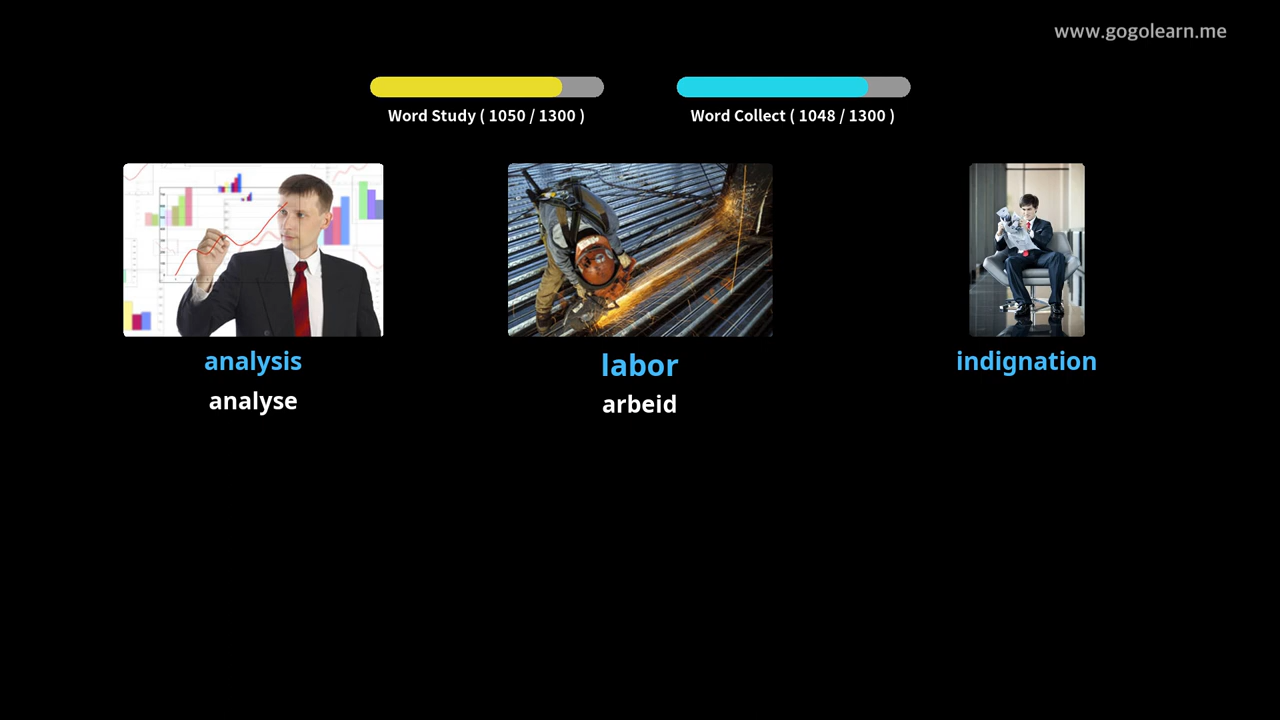 www.gogolearn.me
Word Study ( 1050 / 1300 )
Word Collect ( 1048 / 1300 )
analysis
analyse
labor
arbeid
indignation